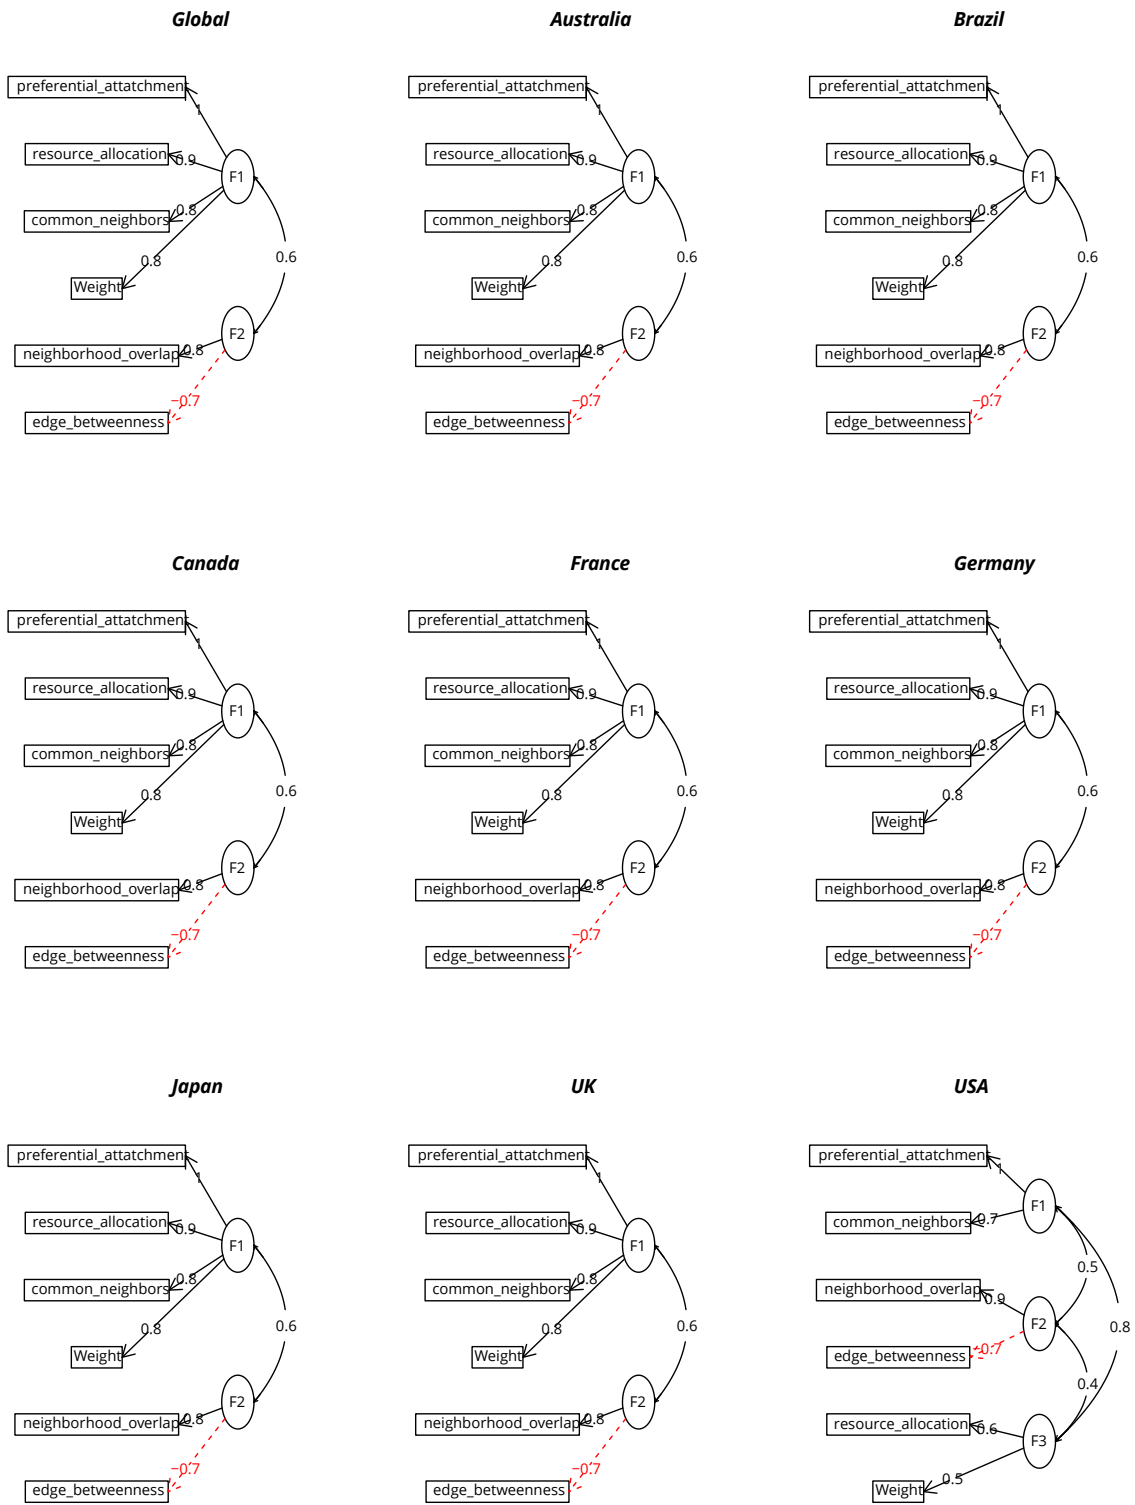 Global
preferential_attatchment
1
resource_allocation
0.9
F1
common_neighbors
0.8
0.8
0.6
Weight
F2
neighborhood_overlap
0.8
−0.7
edge_betweenness
Australia
preferential_attatchment
1
resource_allocation
0.9
F1
common_neighbors
0.8
0.8
0.6
Weight
F2
neighborhood_overlap
0.8
−0.7
edge_betweenness
Brazil
preferential_attatchment
1
resource_allocation
0.9
F1
common_neighbors
0.8
0.8
0.6
Weight
F2
neighborhood_overlap
0.8
−0.7
edge_betweenness
Canada
preferential_attatchment
1
resource_allocation
0.9
F1
common_neighbors
0.8
0.8
0.6
Weight
F2
neighborhood_overlap
0.8
−0.7
edge_betweenness
France
preferential_attatchment
1
resource_allocation
0.9
F1
common_neighbors
0.8
0.8
0.6
Weight
F2
neighborhood_overlap
0.8
−0.7
edge_betweenness
Germany
preferential_attatchment
1
resource_allocation
0.9
F1
common_neighbors
0.8
0.8
0.6
Weight
F2
neighborhood_overlap
0.8
−0.7
edge_betweenness
Japan
preferential_attatchment
1
resource_allocation
0.9
F1
common_neighbors
0.8
0.8
0.6
Weight
F2
neighborhood_overlap
0.8
−0.7
edge_betweenness
UK
preferential_attatchment
1
resource_allocation
0.9
F1
common_neighbors
0.8
0.8
0.6
Weight
F2
neighborhood_overlap
0.8
−0.7
edge_betweenness
USA
preferential_attatchment
1
F1
common_neighbors
0.7
0.5
neighborhood_overlap
0.9
F2
0.8
edge_betweenness
−0.7
0.4
resource_allocation
0.6
F3
0.5
Weight